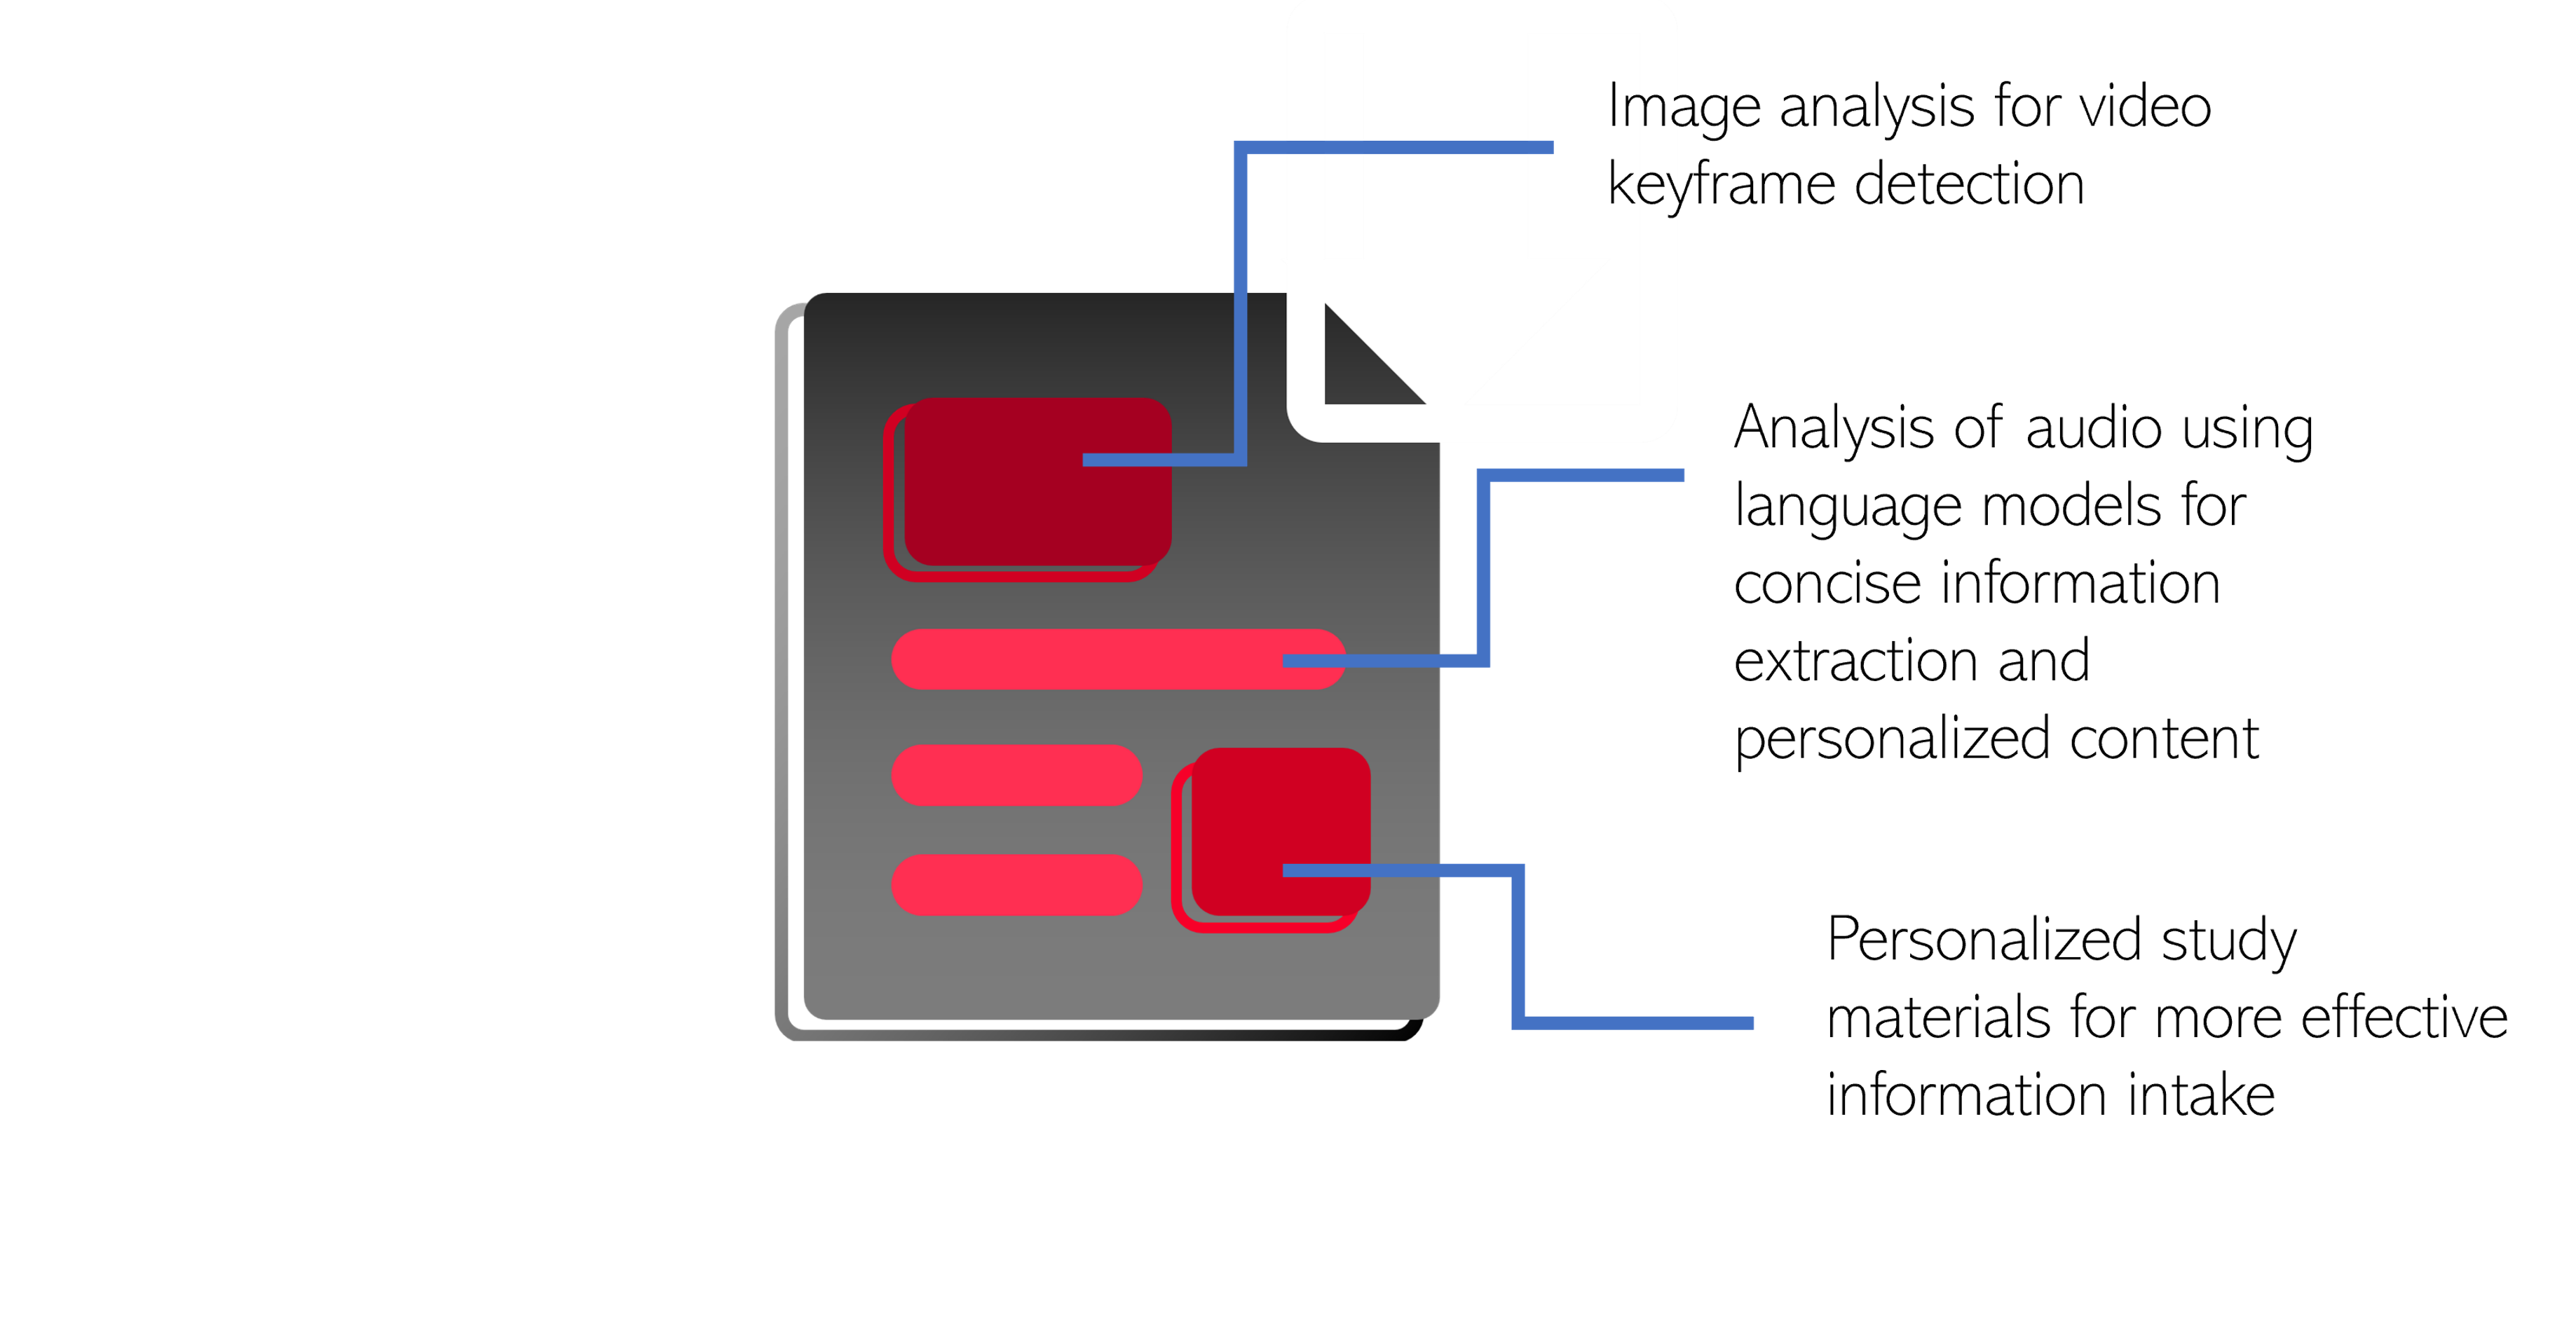 Image analysis for video
keyframe detection
Analysis of audio using
language models for
concise information
extraction and
personalized content
Personalized study
materials for more effective
information intake